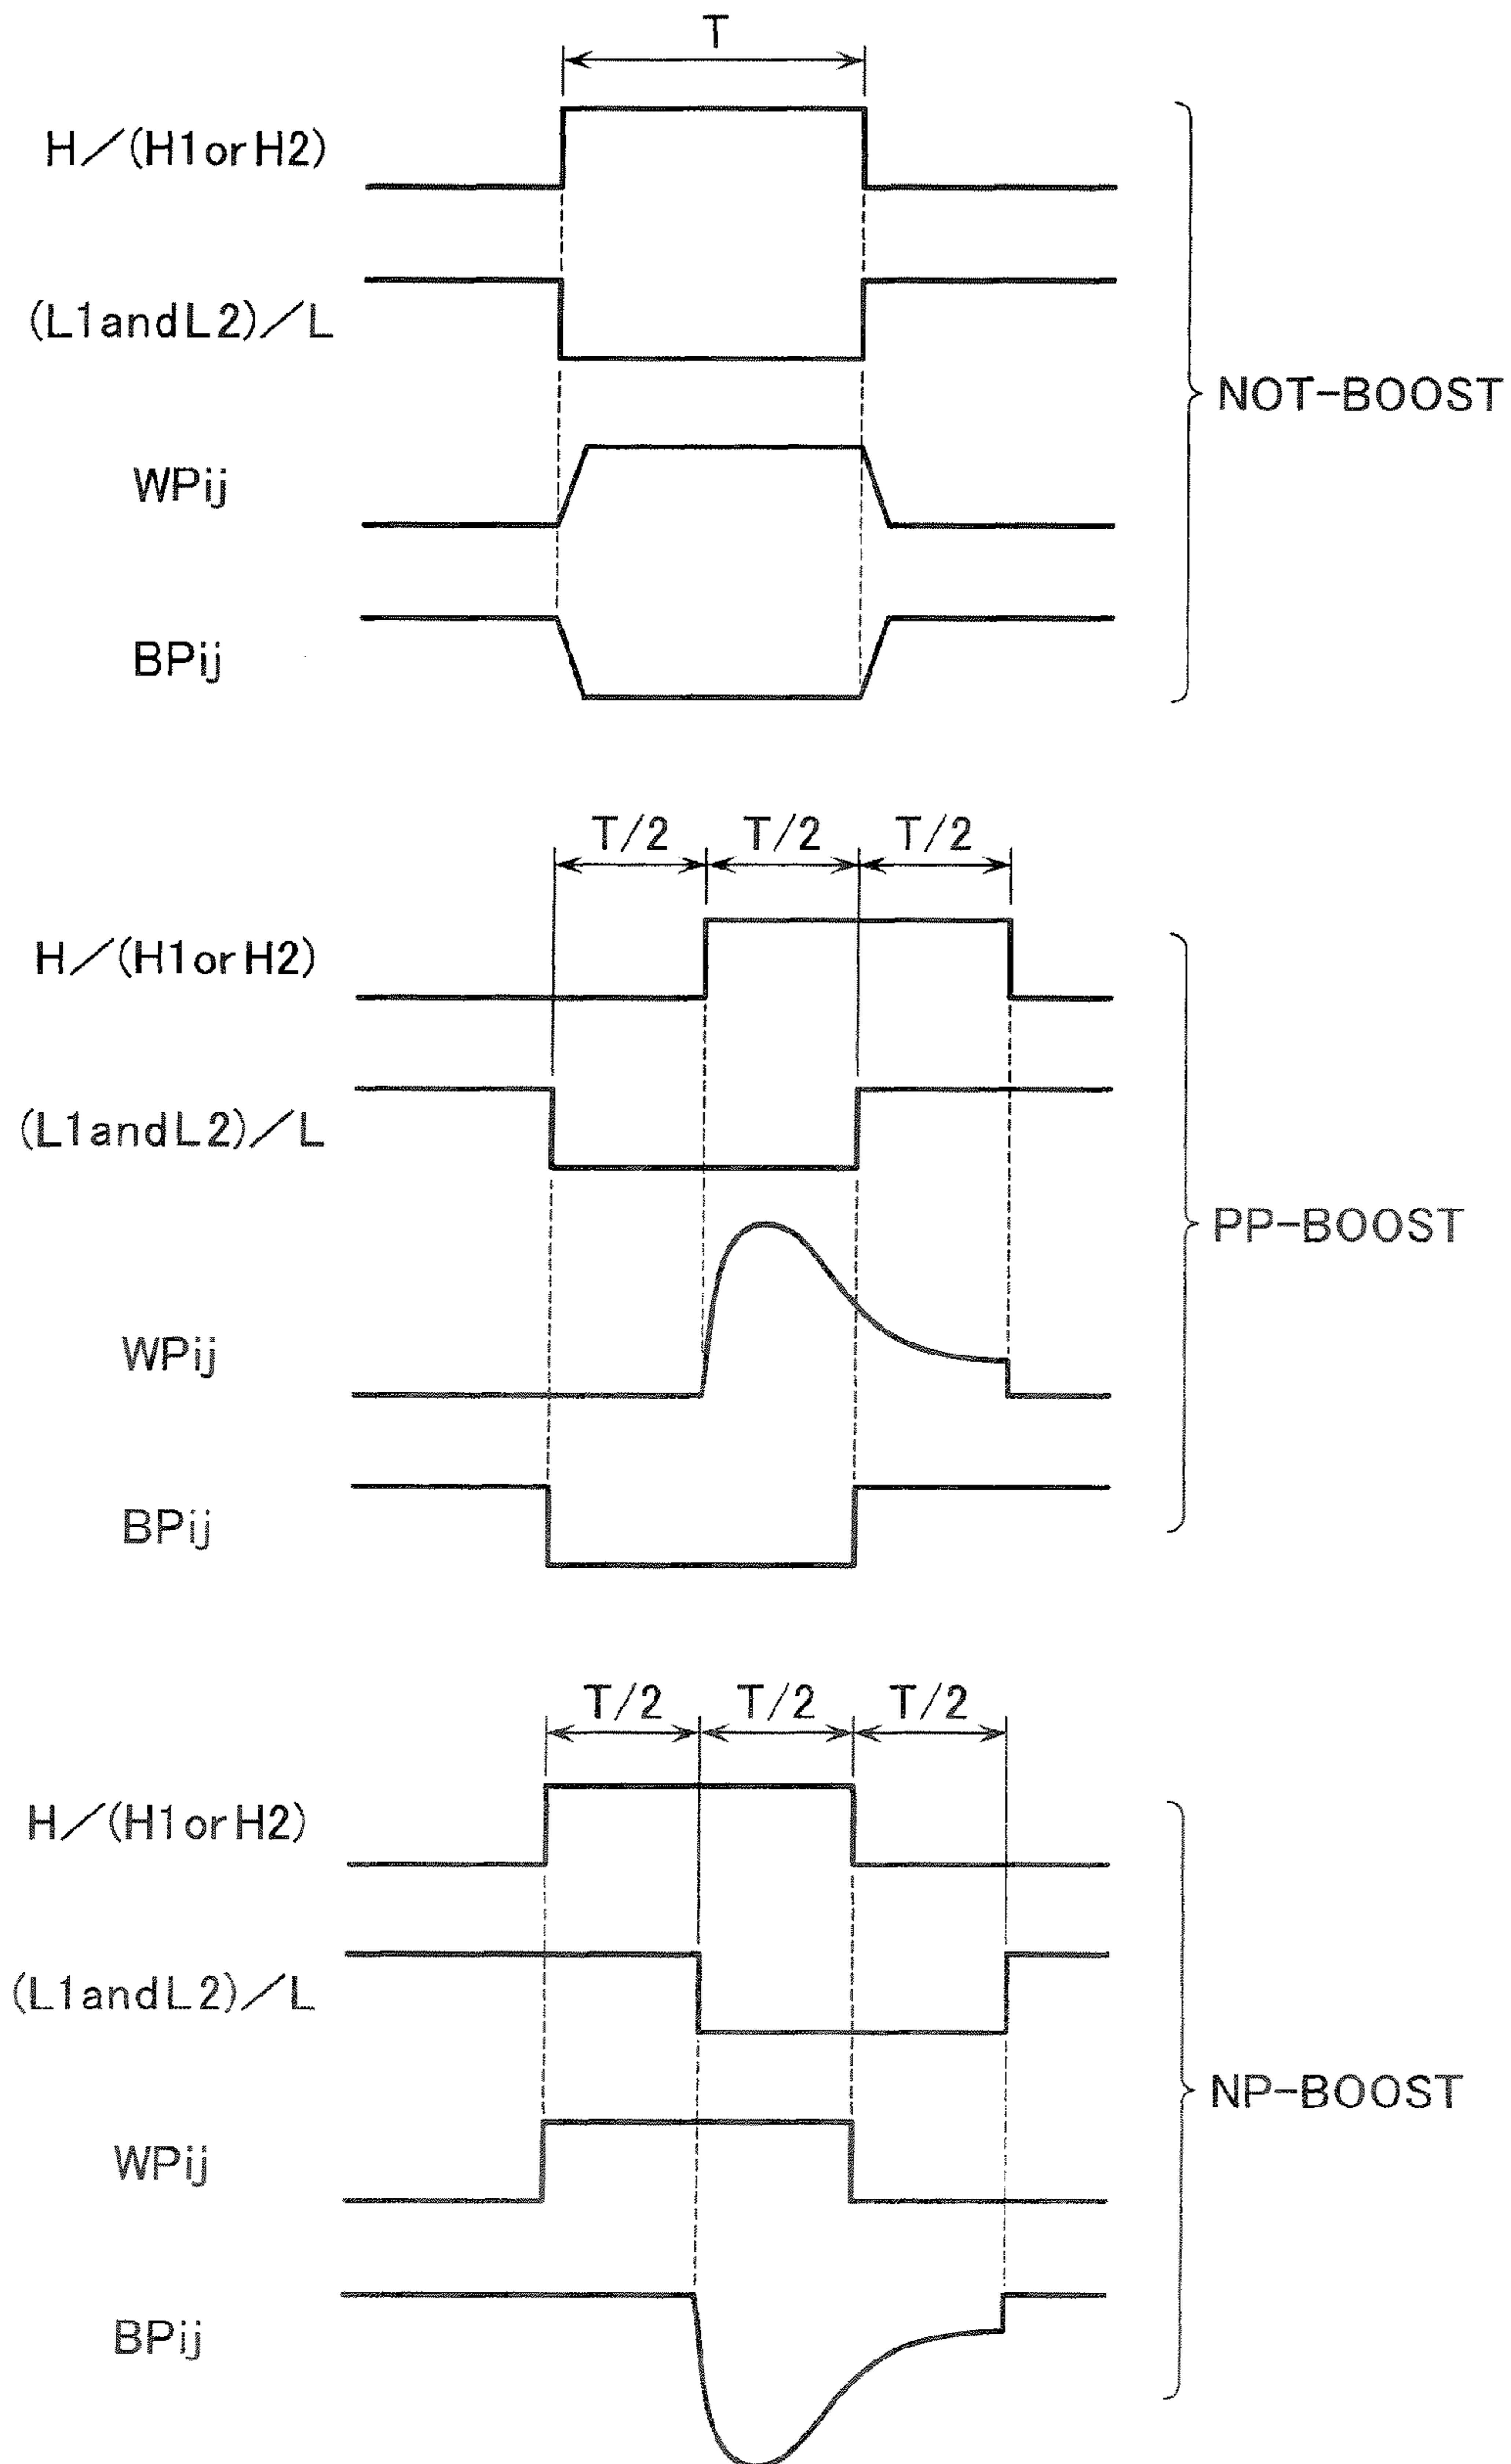 T
H/(H1orH2)
(L1andL2)/L
NOT-BOOST
WPij
BPij
T/2 T/2 T/2
H/(H1orH2)
(L1andL2)/L
PP-BOOST
WPij
BPij
T/2 T/2 T/2
H/(H1orH2)
(L1andL2)/L
NP-BOOST
WPij
BPij